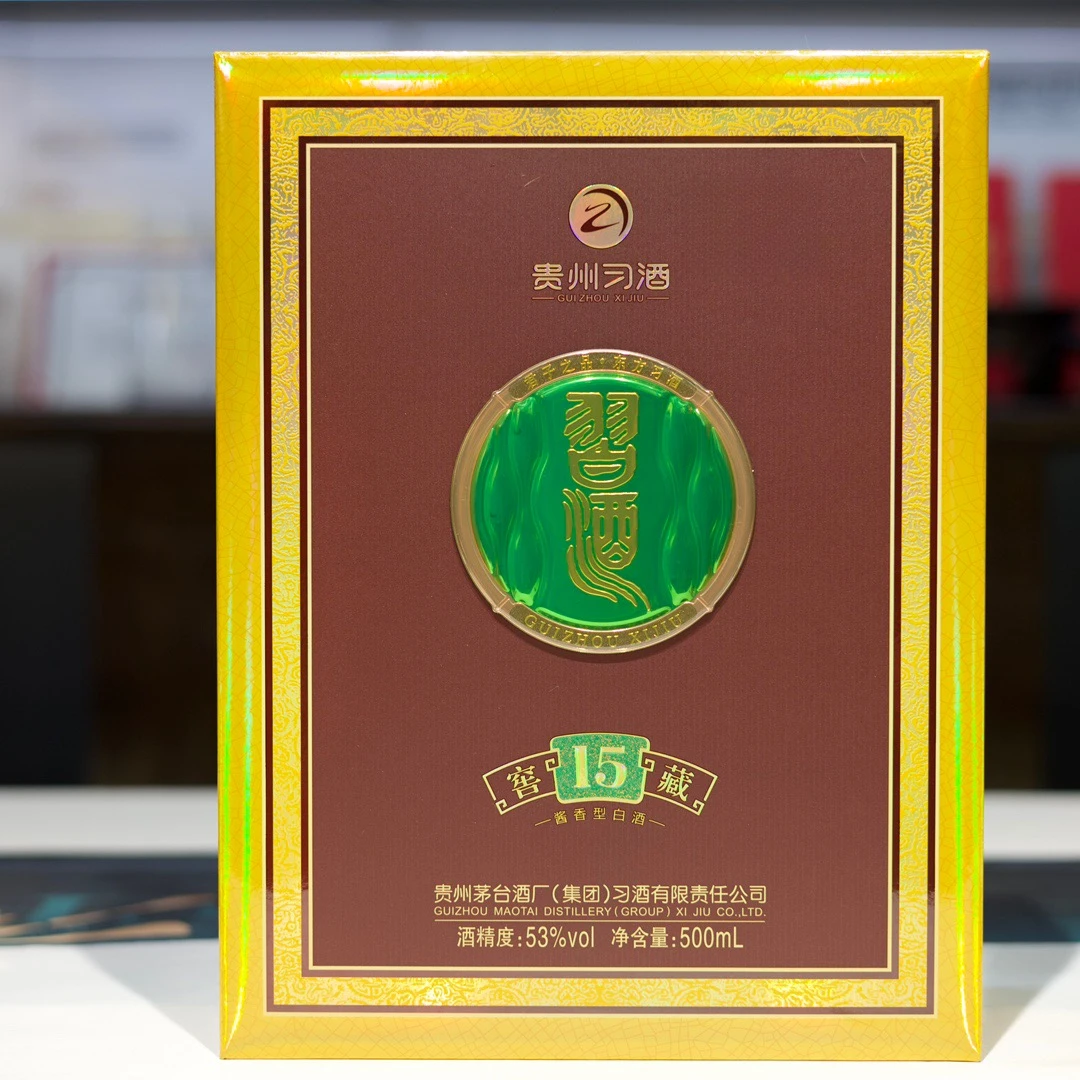 贵州习酒
GUIZHOU XIJIU
君子之品·东方习酒
習酒
GUIZHOU XIJIU
窖15藏
酱香型白酒
贵州茅台酒厂(集团)习酒有限责任公司
GUIZHOU MAOTAI DISTILLERY(GROUP) XI JIU CO.,LTD.
酒精度:53%vol 净含量:500mL